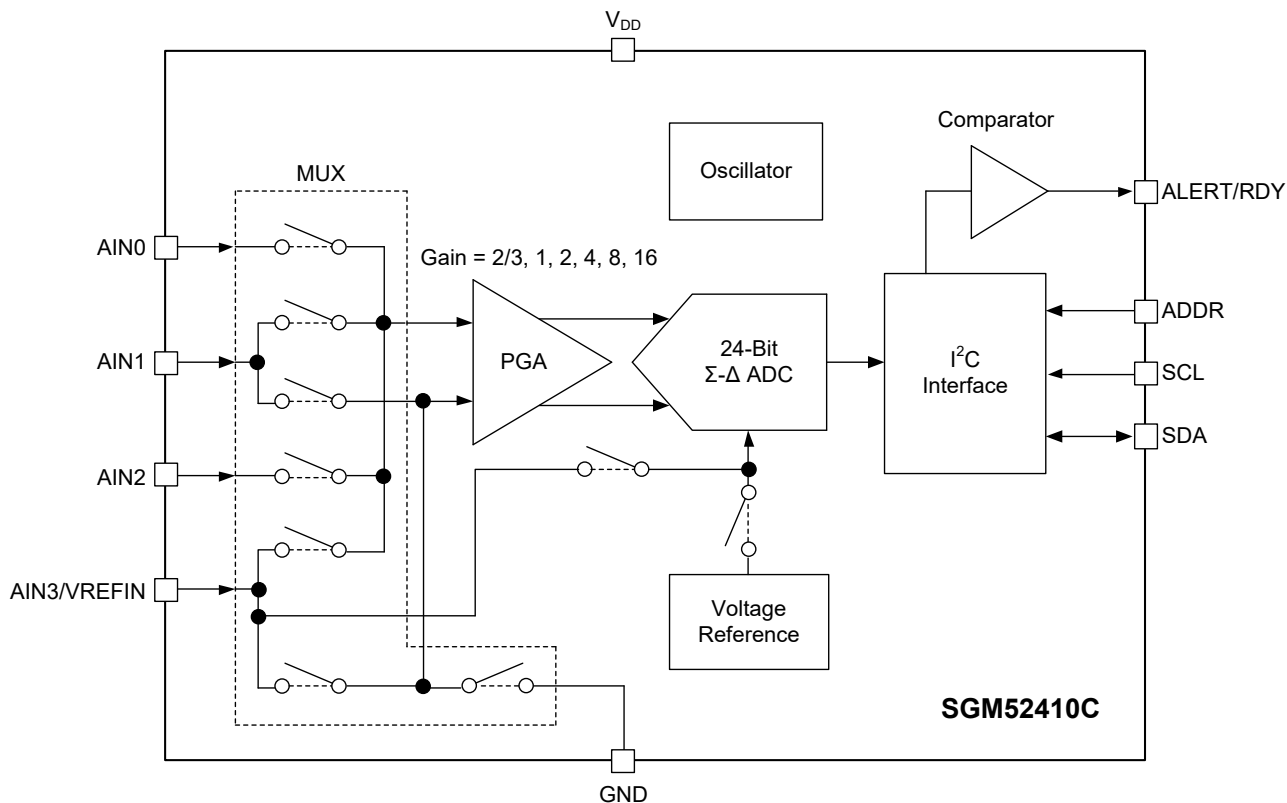 VDD
Comparator
Oscillator
MUX
ALERT/RDY
AIN0
Gain = 2/3, 1, 2, 4, 8, 16
ADDR
AIN1
PGA
24-Bit
Σ-Δ ADC
I²C
Interface
SCL
SDA
AIN2
AIN3/VREFIN
Voltage
Reference
SGM52410C
GND